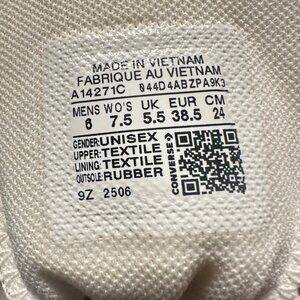 MADE IN VIETNAM
FABRIQUE AU VIETNAM
A14271C 044D4ABZPA9K3
MENS WO'S UK EUR CM
6 7.5 5.5 38.5 24
GENDER: UNISEX
UPPER: TEXTILE
LINING: TEXTILE
OUTSOLE: RUBBER
CONVERSE
9Z 2506